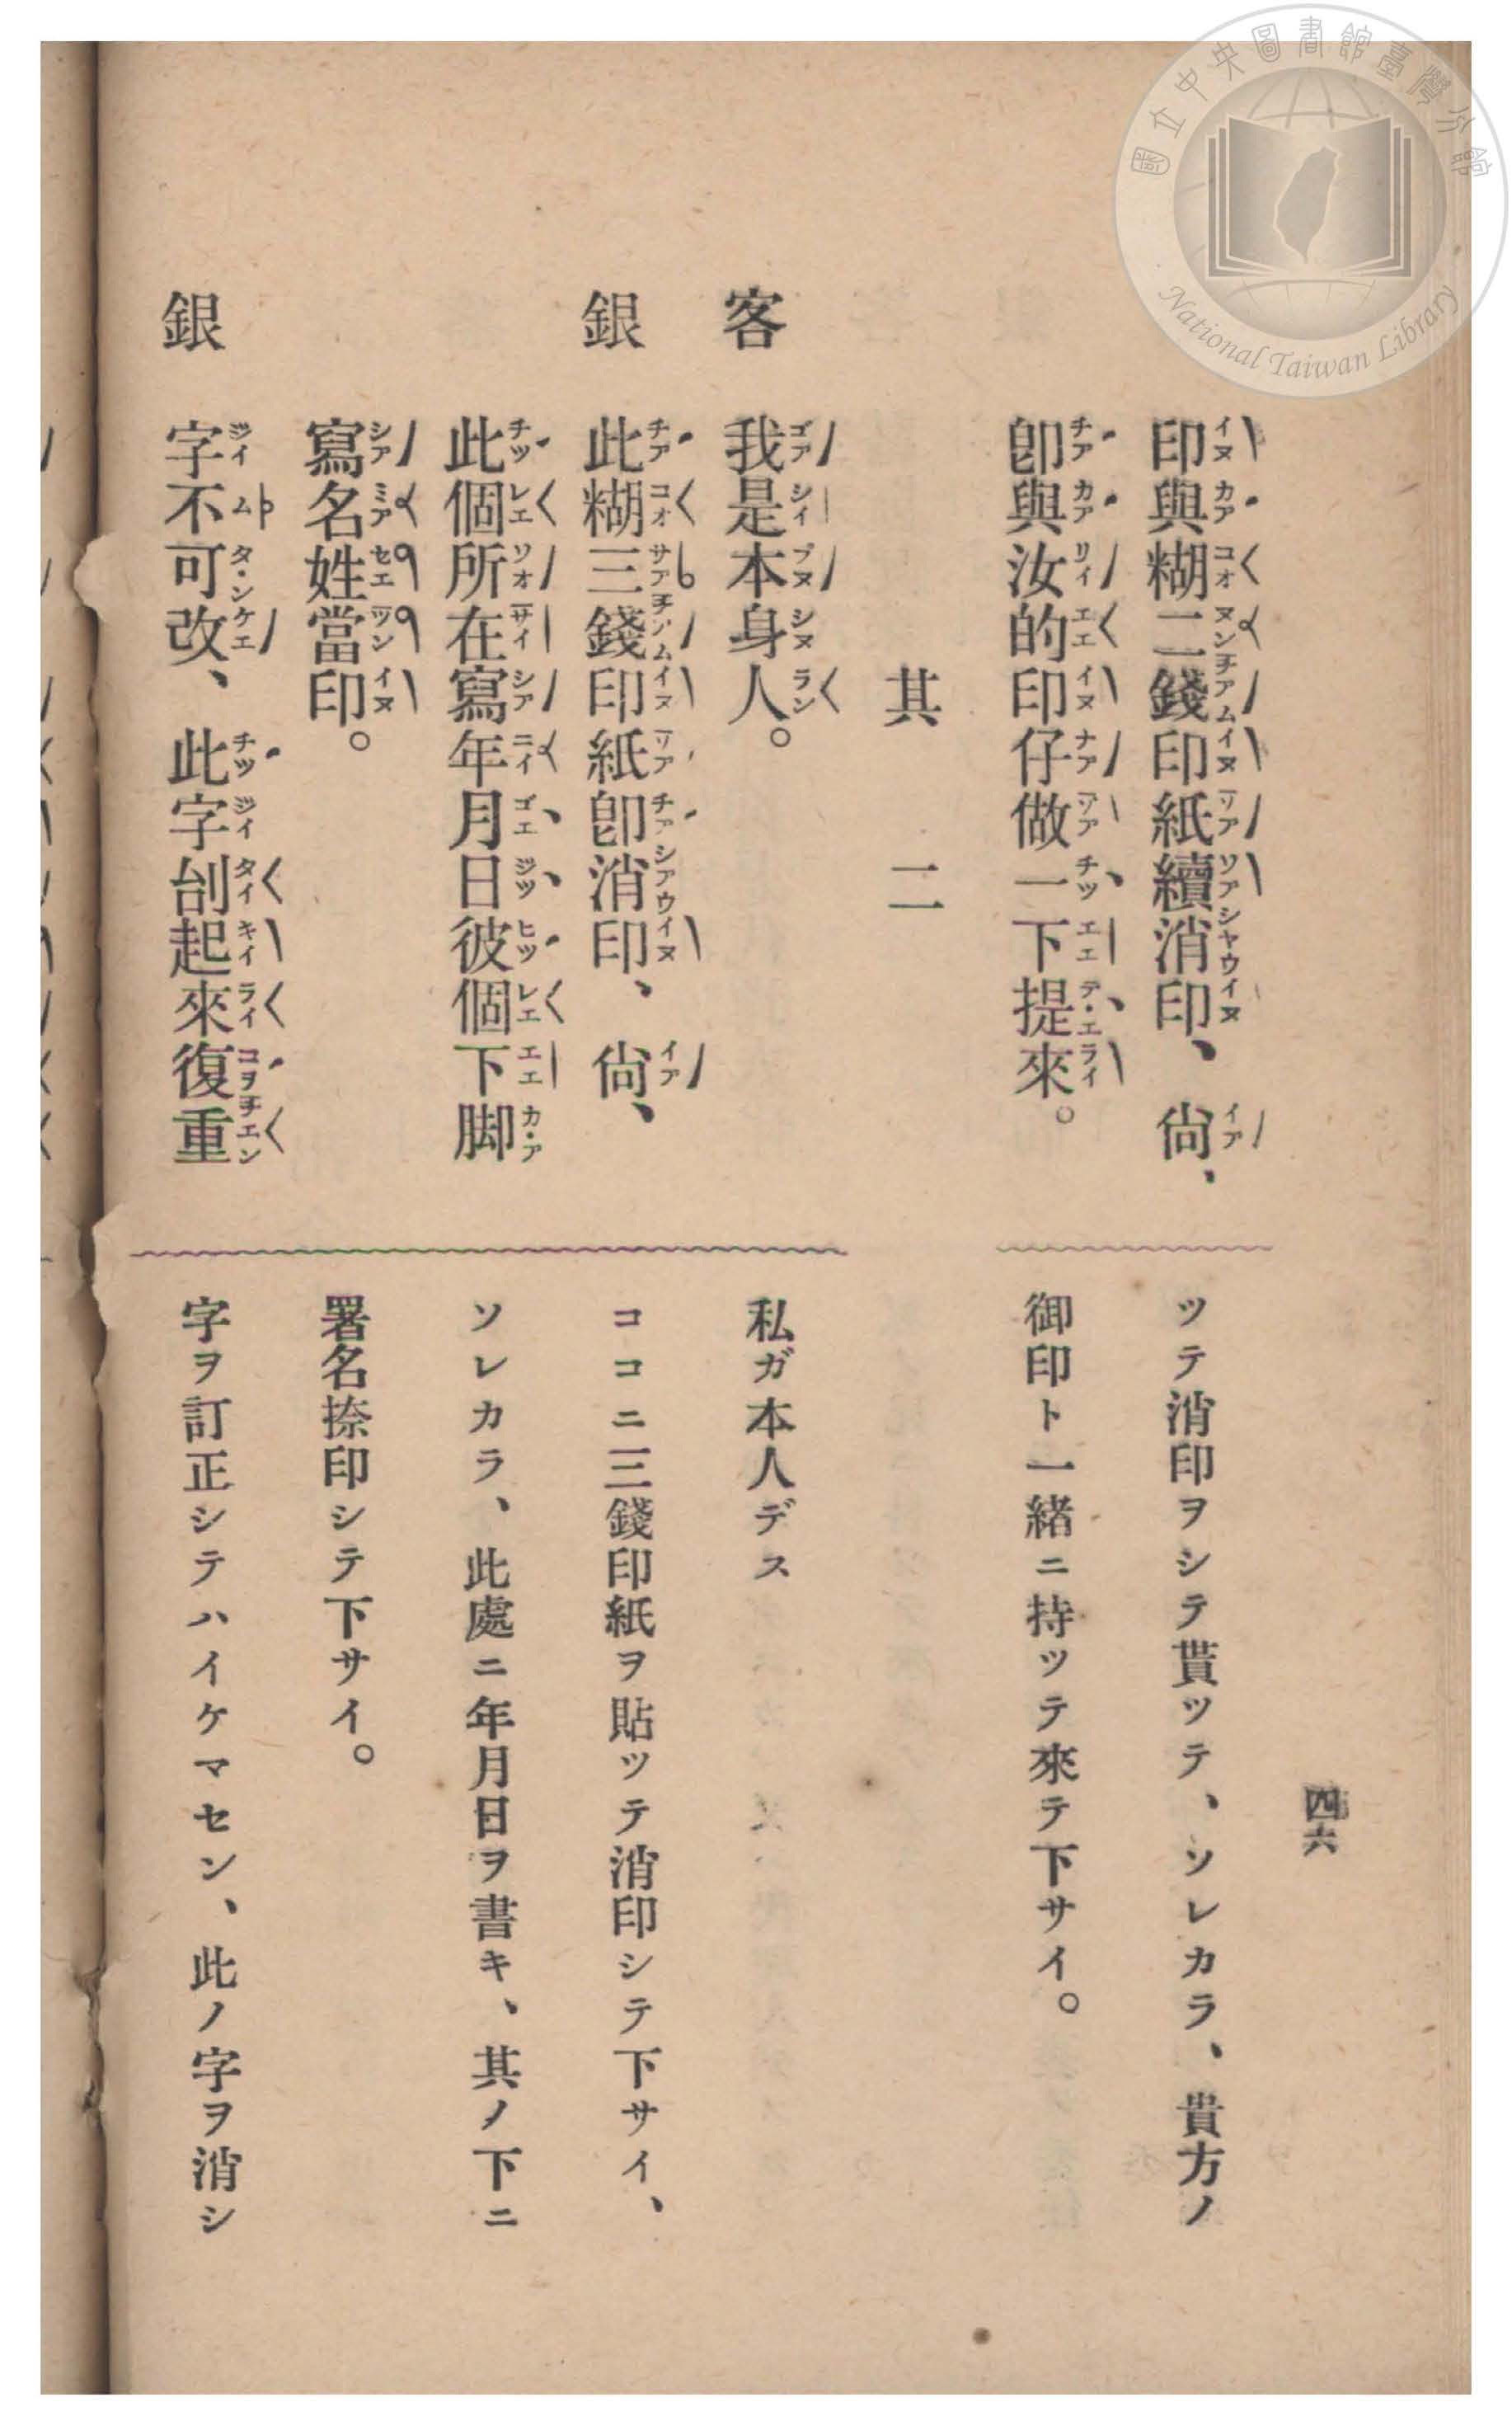 國立中央圖書館臺灣分館
National Taiwan Library
四六
印與糊二錢印紙續消印、尙、
卽與汝的印仔做一下提來。
其二
客 我是本身人。
銀 此糊三錢印紙卽消印、尙、
此個所在寫年月日彼個下脚
寫名姓當印。
銀 字不可改、此字刣起來復重
ツテ消印ヲシテ貰ツテ、ソレカラ、貴方ノ
御印ト一緒ニ持ツテ來テ下サイ。
私ガ本人デス
ココニ三錢印紙ヲ貼ツテ消印シテ下サイ、
ソレカラ、此處ニ年月日ヲ書キ、其ノ下ニ
署名捺印シテ下サイ。
字ヲ訂正シテハイケマセン、此ノ字ヲ消シ